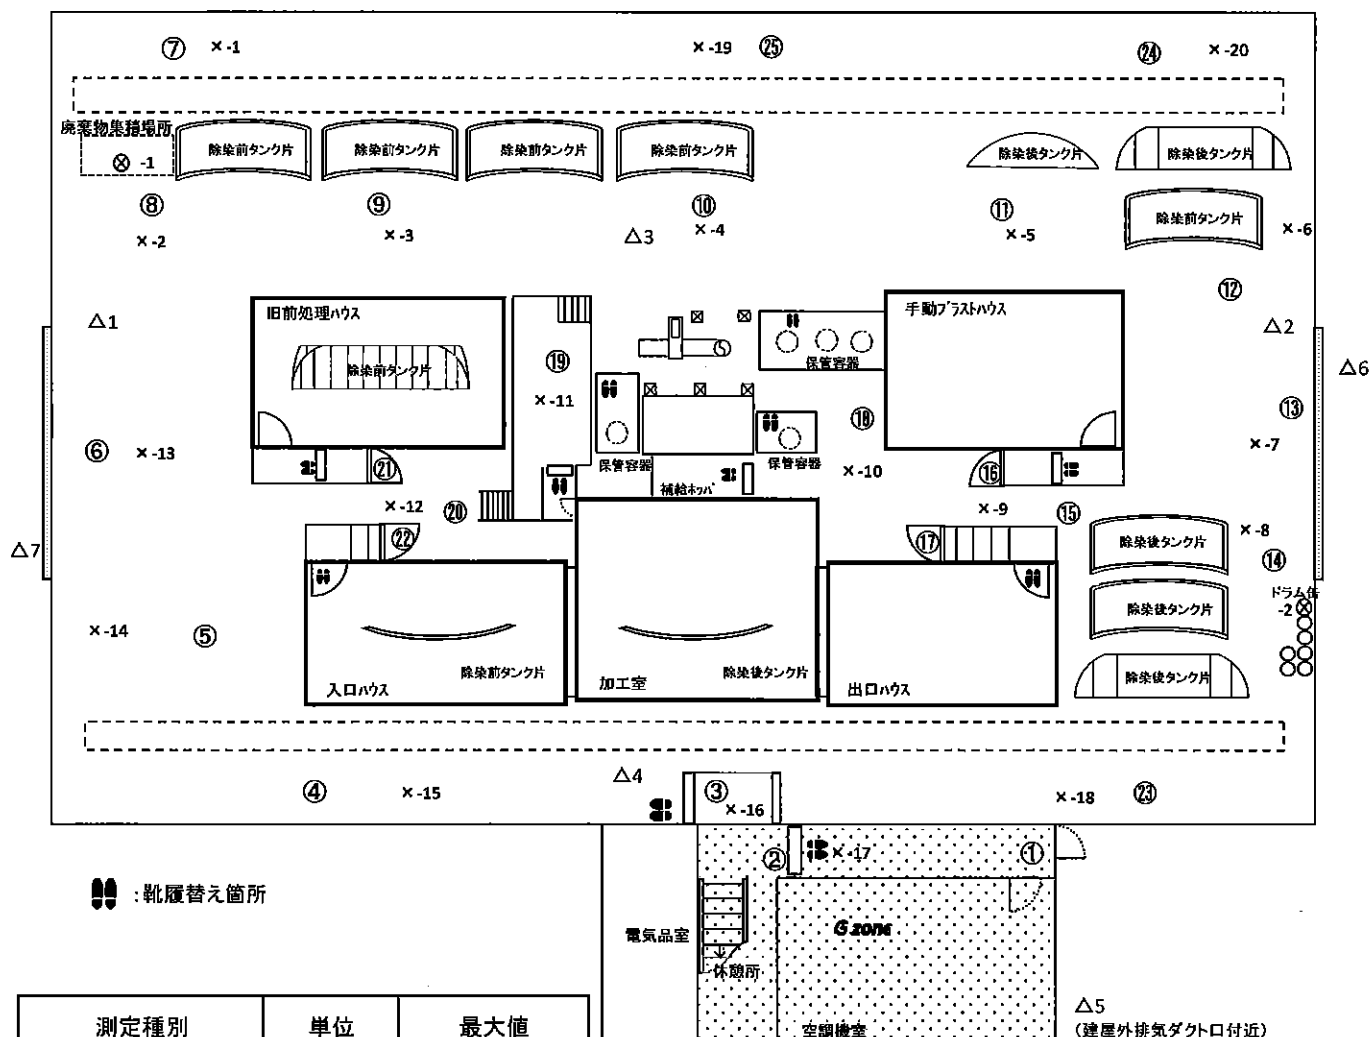 ⑦ ×-1 ×-19 ㉕ ㉔ ×-20
廃棄物集積場所
⊗ -1
除染前タンク片
除染前タンク片
除染前タンク片
除染前タンク片
除染後タンク片
除染後タンク片
⑧ ⑨ ⑩ ⑪
除染前タンク片
×-2 ×-3 △3 ×-4 ×-5 ×-6
⑫
△1
旧前処理ハウス
手動ブラストハウス
△2
除染前タンク片
⑲
保管容器
△6
×-11
⑱
⑬
⑥ ×-13
×-7
㉑
保管容器
保管容器
×-10
⑯
補給ホッパ
×-12 ⑳
×-9 ⑮
×-8
㉒
⑰
除染後タンク片
⑭
△7
ドラム缶
-2 ⊗
除染後タンク片
×-14 ⑤
除染前タンク片
除染後タンク片
除染後タンク片
入口ハウス
加工室
出口ハウス
④ ×-15 △4 ③ ×-16 ×-18 ㉓
② ×-17 ①
:靴履替え箇所
電気品室
G zone
休憩所
測定種別 単位 最大値
空調機室
△5
(建屋外排気ダクト口付近)